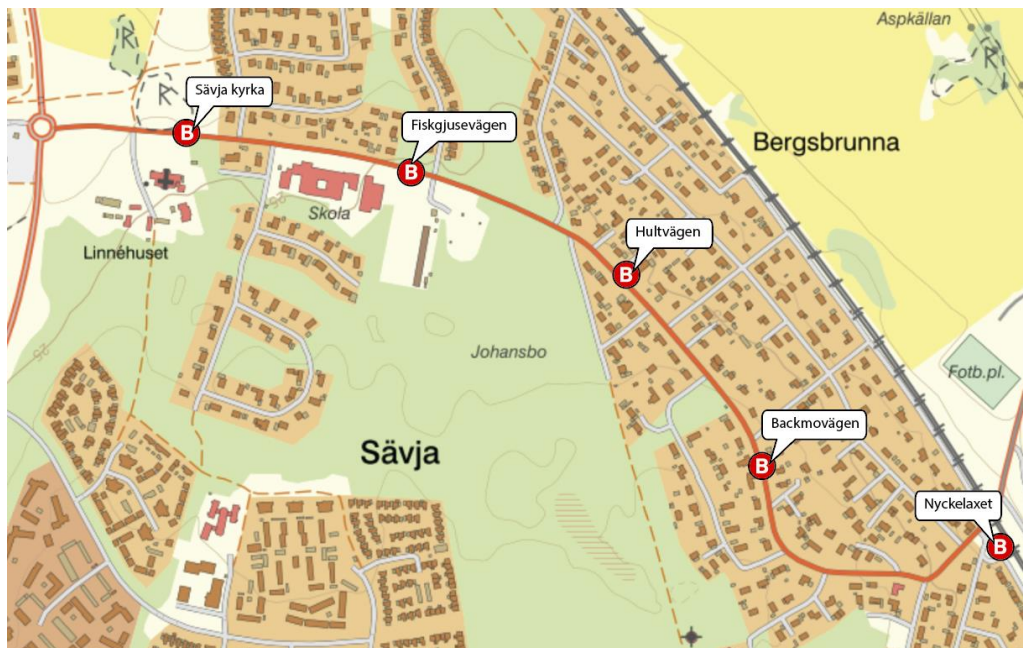 Aspkällan
R
R
R
Sävja kyrka
B
Fiskgjusevägen
B
Bergsbrunna
Skola
Linnéhuset
Hultvägen
B
Johansbo
Fotb.pl.
Sävja
Backmovägen
B
Nyckelaxet
B